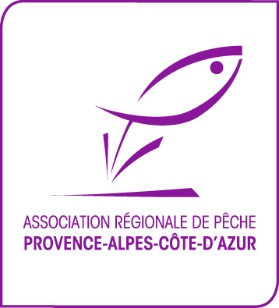 ASSOCIATION RÉGIONALE DE PÊCHE
PROVENCE-ALPES-CÔTE-D'AZUR